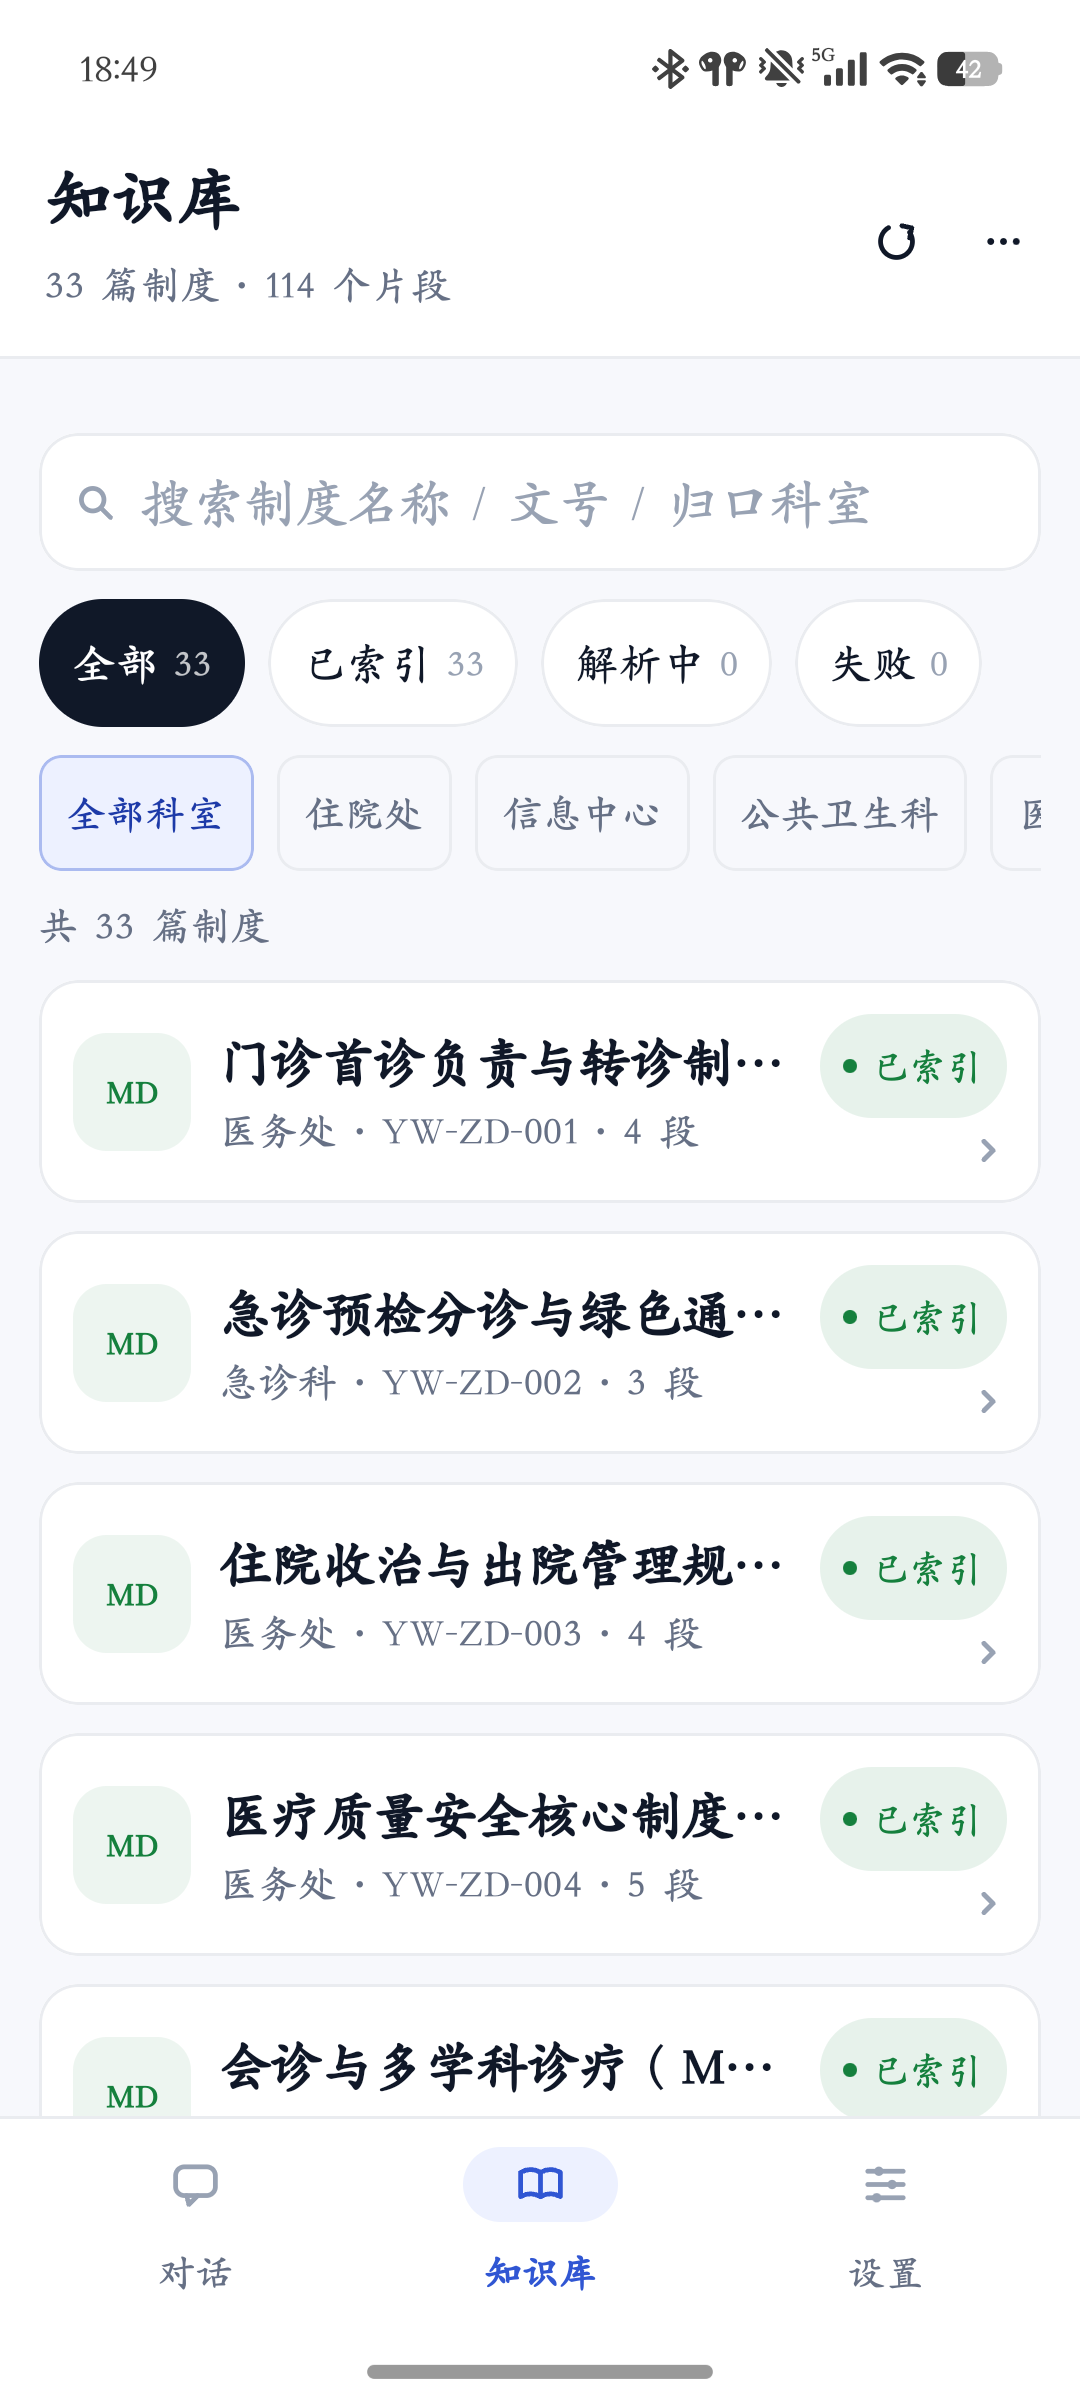 18:49
5G
42
知识库
33 篇制度 · 114 个片段
搜索制度名称 / 文号 / 归口科室
全部 33
已索引 33
解析中 0
失败 0
全部科室
住院处
信息中心
公共卫生科
共 33 篇制度
MD
门诊首诊负责与转诊制…
已索引
医务处 · YW-ZD-001 · 4 段
MD
急诊预检分诊与绿色通…
已索引
急诊科 · YW-ZD-002 · 3 段
MD
住院收治与出院管理规…
已索引
医务处 · YW-ZD-003 · 4 段
MD
医疗质量安全核心制度…
已索引
医务处 · YW-ZD-004 · 5 段
MD
会诊与多学科诊疗（M…
已索引
对话
知识库
设置